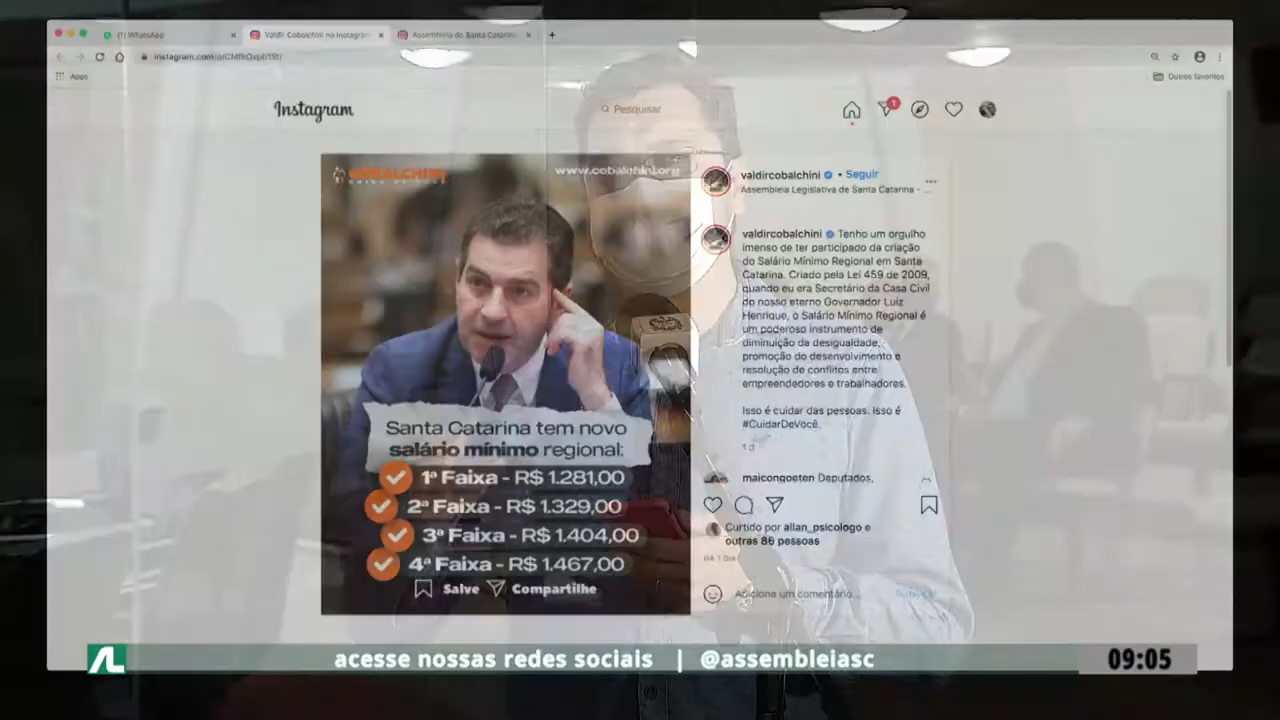 (1) WhatsApp
Valdir Cobalchini no Instagram
Assembleia de Santa Catarina
instagram.com/p/
Apps
Outros favoritos
Instagram
Pesquisar
1
COBALCHINI
www.cobalchini.org
valdircobalchini • Seguir
Assembleia Legislativa de Santa Catarina -
valdircobalchini Tenho um orgulho
imenso de ter participado da criação
do Salário Mínimo Regional em Santa
Catarina. Criado pela Lei 459 de 2009,
quando eu era Secretário da Casa Civil
do nosso eterno Governador Luiz
Henrique, o Salário Mínimo Regional é
um poderoso instrumento de
diminuição da desigualdade,
promoção do desenvolvimento e
resolução de conflitos entre
empreendedores e trabalhadores.
Isso é cuidar das pessoas. Isso é
#CuidarDeVocê.
1 d
maicongoeten Deputados,
Curtido por allan_psicologo e
outras 86 pessoas
HÁ 1 DIA
Adicione um comentário...
Santa Catarina tem novo
salário mínimo regional:
1ª Faixa - R$ 1.281,00
2ª Faixa - R$ 1.329,00
3ª Faixa - R$ 1.404,00
4ª Faixa - R$ 1.467,00
Salve Compartilhe
AL
acesse nossas redes sociais | @assembleiasc
09:05